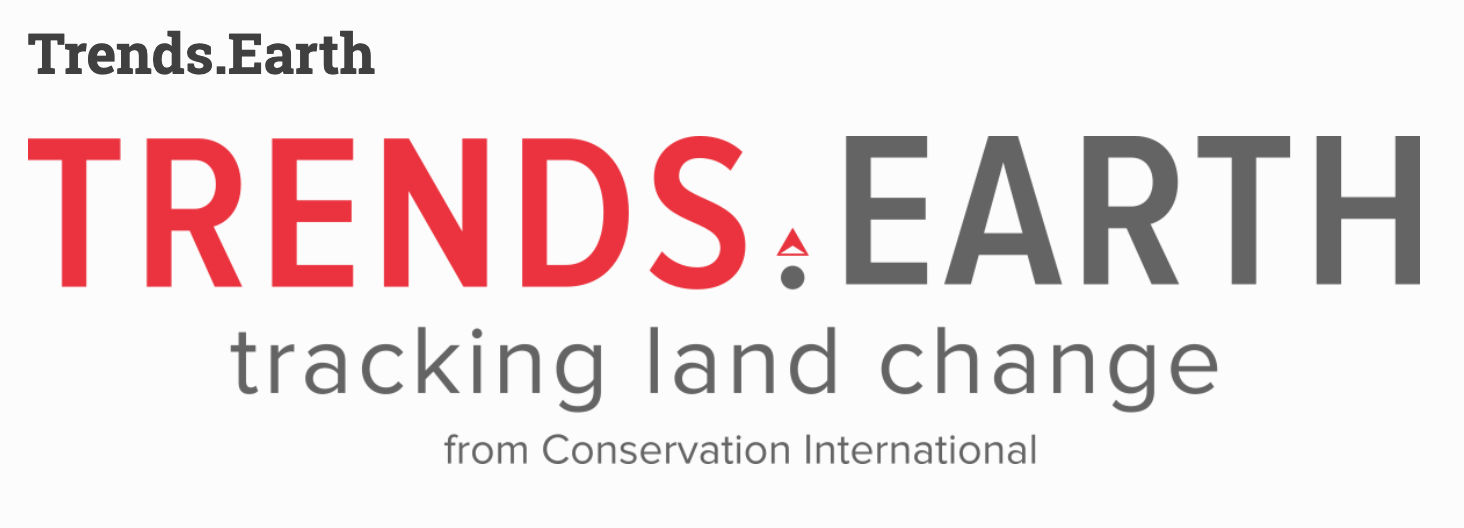 Trends.Earth
TRENDS.EARTH
tracking land change
from Conservation International